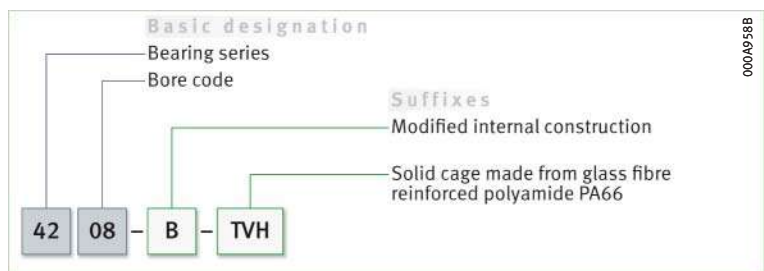 Basic designation
Bearing series
Bore code
Suffixes
Modified internal construction
Solid cage made from glass fibre
reinforced polyamide PA66
42 08 – B – TVH
000A958B